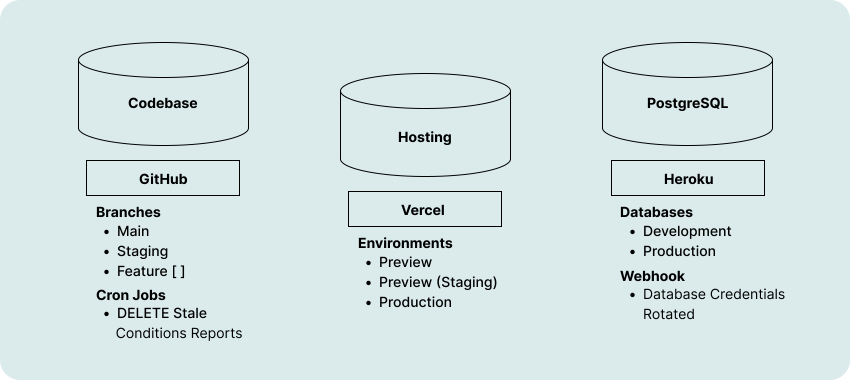 Codebase
GitHub
Branches
• Main
• Staging
• Feature [ ]
Cron Jobs
• DELETE Stale
Conditions Reports
Hosting
Vercel
Environments
• Preview
• Preview (Staging)
• Production
PostgreSQL
Heroku
Databases
• Development
• Production
Webhook
• Database Credentials
Rotated